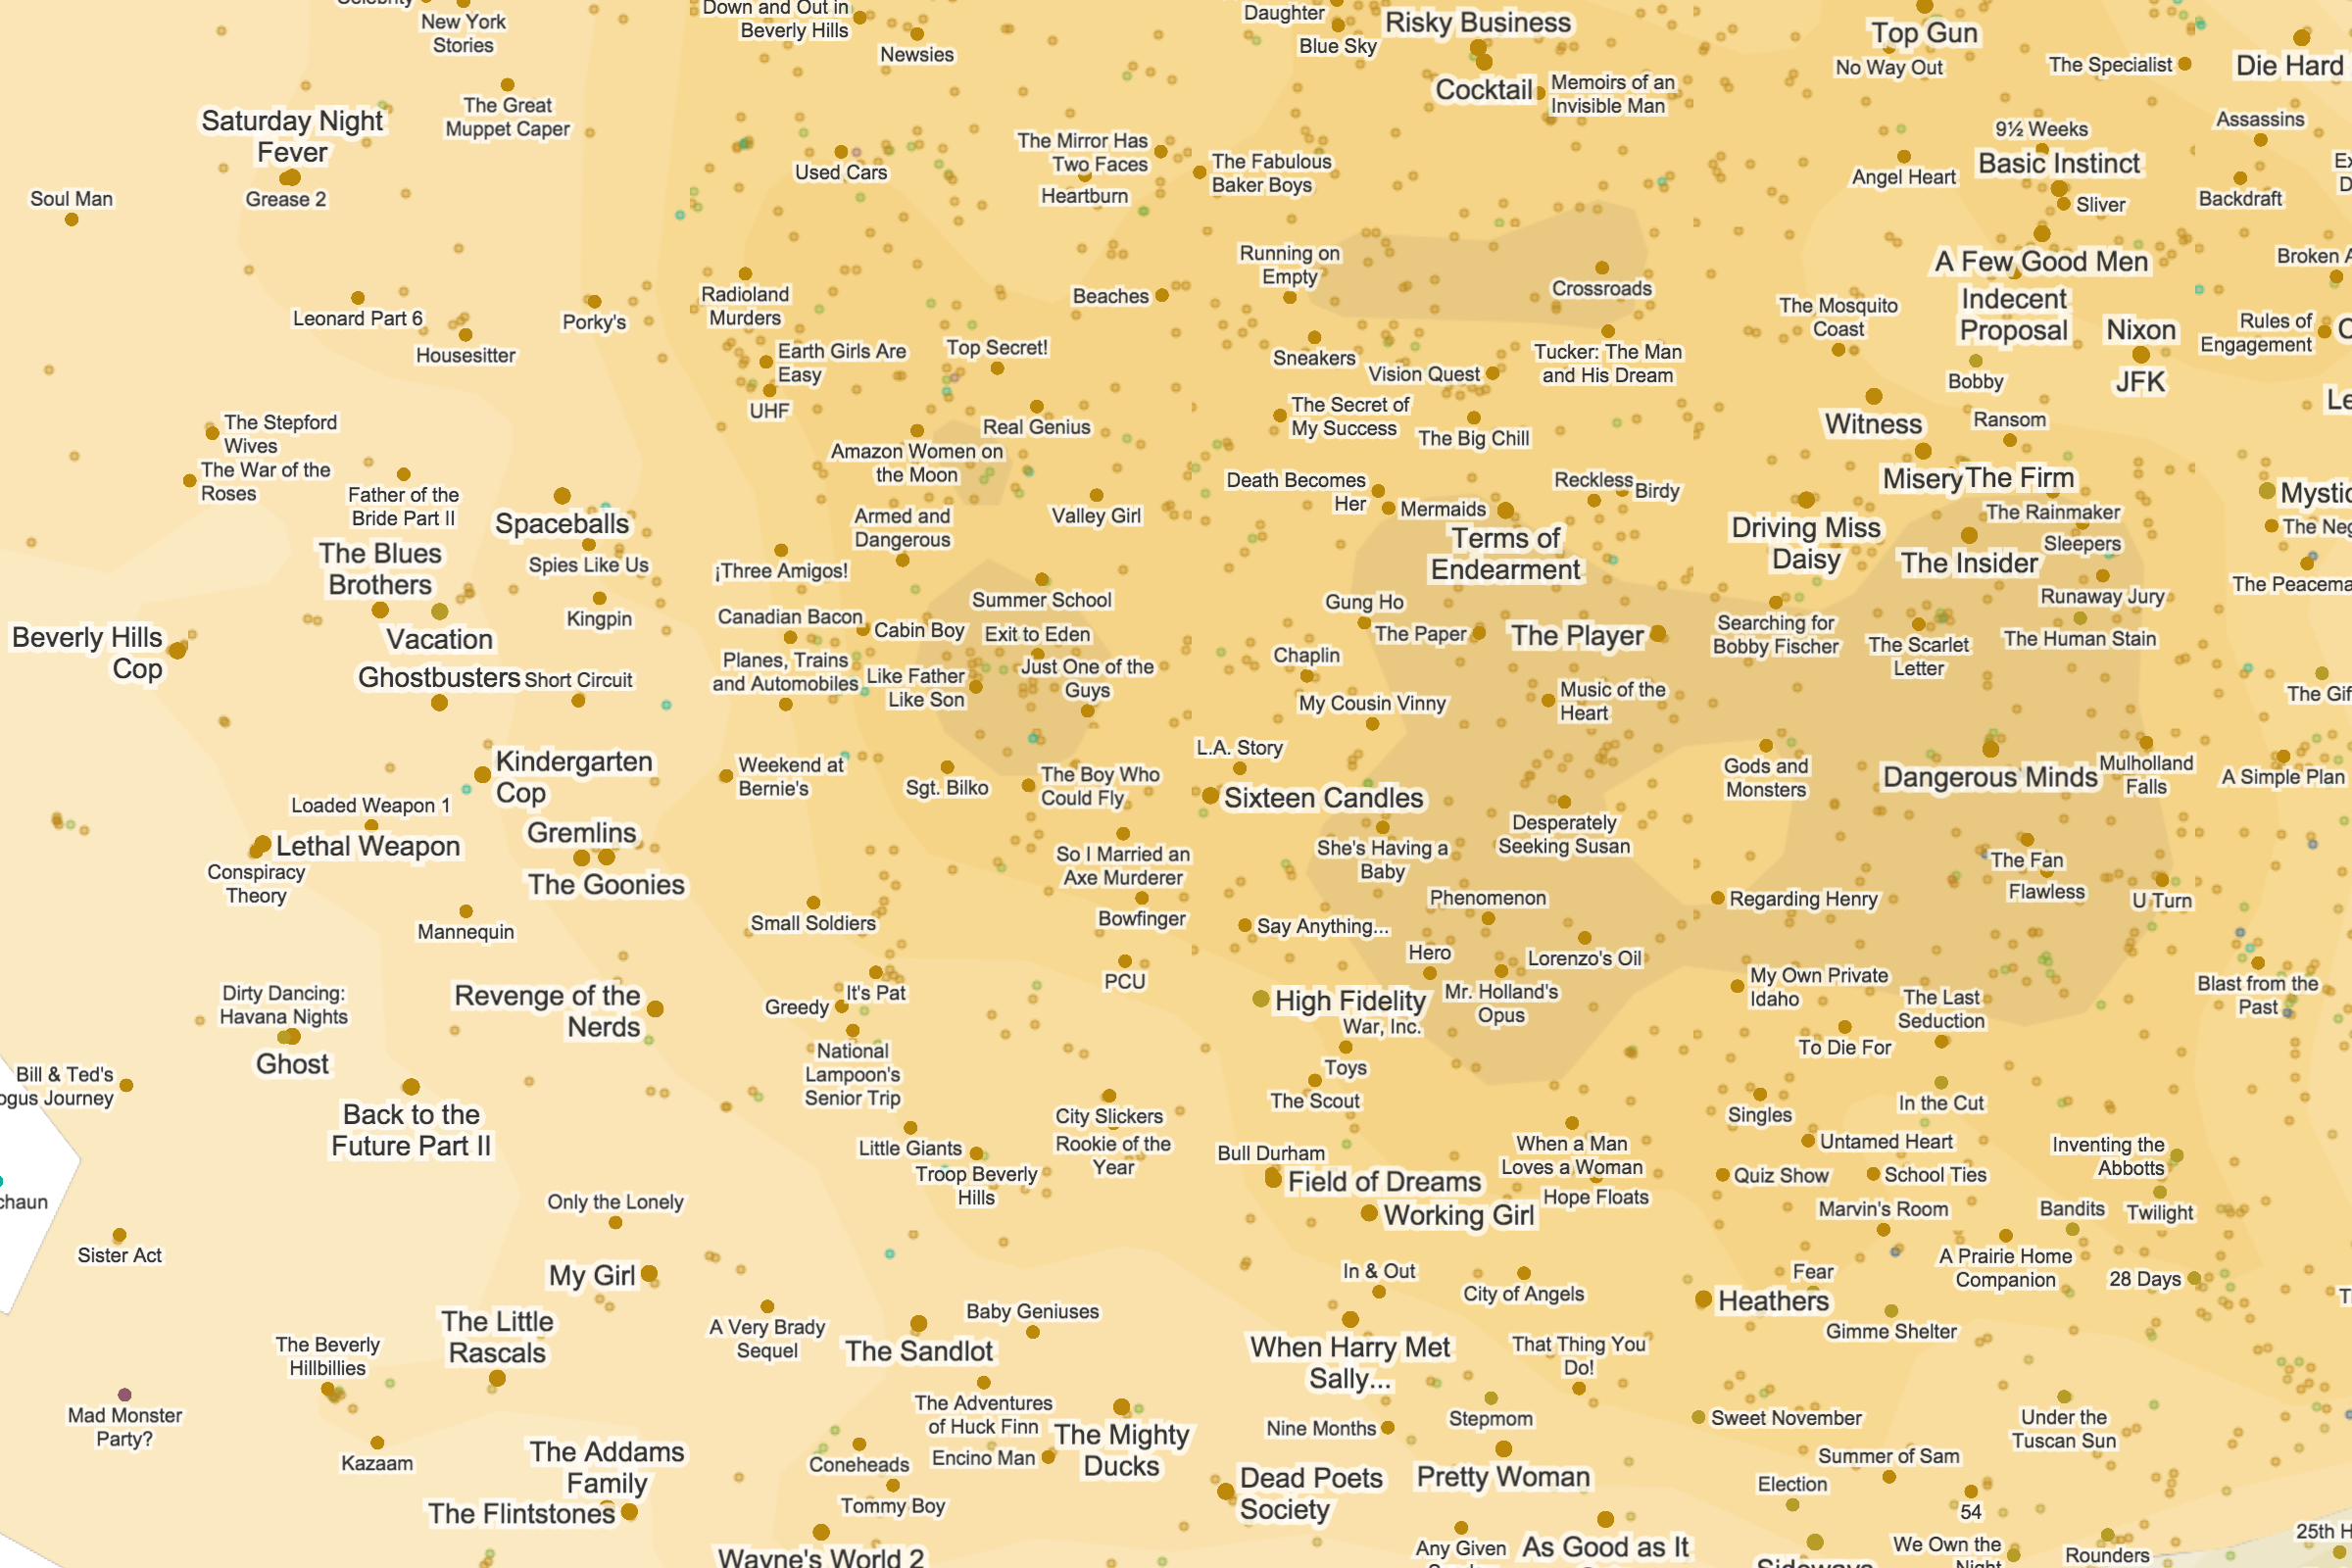 Celebrity
New York
Stories
Down and Out in
Beverly Hills
Newsies
Daughter
Blue Sky
Risky Business
Cocktail
Memoirs of an
Invisible Man
Top Gun
No Way Out
The Specialist
Die Hard
The Great
Muppet Caper
Saturday Night
Fever
Grease 2
Soul Man
Used Cars
The Mirror Has
Two Faces
Heartburn
The Fabulous
Baker Boys
9½ Weeks
Basic Instinct
Angel Heart
Sliver
Assassins
Backdraft
Running on
Empty
Crossroads
A Few Good Men
Indecent
Proposal
Bobby
Nixon
JFK
Broken
Rules of
Engagement
The Mosquito
Coast
Leonard Part 6
Housesitter
Porky's
Radioland
Murders
Beaches
Earth Girls Are
Easy
UHF
Top Secret!
Real Genius
Sneakers
Vision Quest
Tucker: The Man
and His Dream
The Secret of
My Success
The Big Chill
Witness
Ransom
Misery
The Firm
The Stepford
Wives
The War of the
Roses
Father of the
Bride Part II
Spaceballs
Spies Like Us
Kingpin
Amazon Women on
the Moon
Armed and
Dangerous
Valley Girl
Death Becomes
Her
Mermaids
Reckless
Birdy
Terms of
Endearment
Driving Miss
Daisy
The Rainmaker
Sleepers
The Insider
Mystic
The Neg
The Peacema
The Blues
Brothers
Vacation
Beverly Hills
Cop
Ghostbusters
Short Circuit
¡Three Amigos!
Canadian Bacon
Cabin Boy
Planes, Trains
and Automobiles
Summer School
Exit to Eden
Like Father
Like Son
Just One of the
Guys
Gung Ho
The Paper
The Player
Chaplin
My Cousin Vinny
Music of the
Heart
Searching for
Bobby Fischer
The Scarlet
Letter
Runaway Jury
The Human Stain
The Gif
Kindergarten
Cop
Weekend at
Bernie's
Sgt. Bilko
The Boy Who
Could Fly
L.A. Story
Sixteen Candles
Gods and
Monsters
Dangerous Minds
Mulholland
Falls
A Simple Plan
Loaded Weapon 1
Lethal Weapon
Conspiracy
Theory
Gremlins
The Goonies
Mannequin
Small Soldiers
So I Married an
Axe Murderer
Bowfinger
PCU
She's Having a
Baby
Desperately
Seeking Susan
Phenomenon
Say Anything...
Hero
Lorenzo's Oil
Regarding Henry
The Fan
Flawless
U Turn
Dirty Dancing:
Havana Nights
Ghost
Revenge of the
Nerds
Greedy
It's Pat
National
Lampoon's
Senior Trip
High Fidelity
War, Inc.
Mr. Holland's
Opus
Toys
The Scout
My Own Private
Idaho
The Last
Seduction
To Die For
In the Cut
Blast from the
Past
Bill & Ted's
ogus Journey
Back to the
Future Part II
Little Giants
Troop Beverly
Hills
City Slickers
Rookie of the
Year
Bull Durham
Field of Dreams
Working Girl
When a Man
Loves a Woman
Hope Floats
Singles
Untamed Heart
Quiz Show
School Ties
Marvin's Room
Inventing the
Abbotts
Bandits
Twilight
chaun
Sister Act
Only the Lonely
My Girl
A Very Brady
Sequel
The Sandlot
Baby Geniuses
In & Out
City of Angels
Heathers
Fear
Gimme Shelter
A Prairie Home
Companion
28 Days
The Little
Rascals
The Beverly
Hillbillies
Mad Monster
Party?
Kazaam
The Adventures
of Huck Finn
Encino Man
Coneheads
Tommy Boy
The Mighty
Ducks
When Harry Met
Sally...
That Thing You
Do!
Nine Months
Stepmom
Pretty Woman
Sweet November
Under the
Tuscan Sun
Summer of Sam
Election
54
The Addams
Family
The Flintstones
Wayne's World 2
Dead Poets
Society
Any Given
As Good as It
Sideways
We Own the
Night
Rounders
25th H